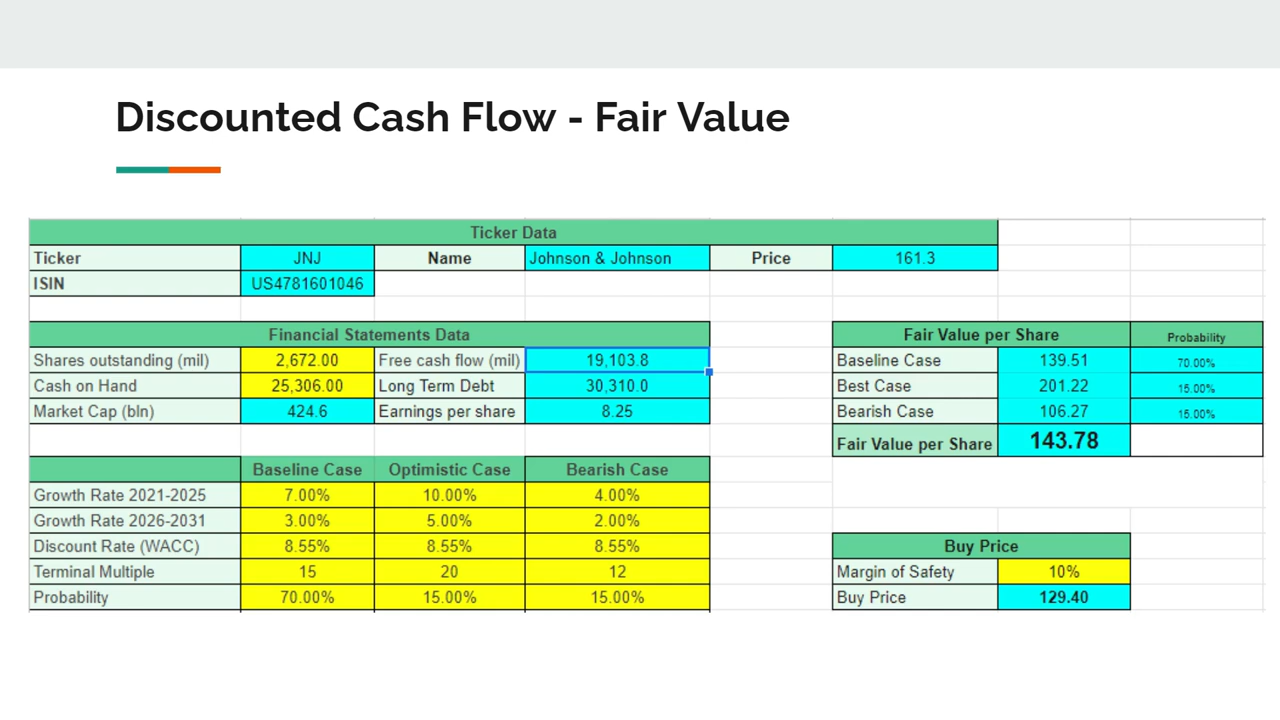 Discounted Cash Flow - Fair Value
Ticker Data
Ticker JNJ Name Johnson & Johnson Price 161.3
ISIN US4781601046
Financial Statements Data Fair Value per Share Probability
Shares outstanding (mil) 2,672.00 Free cash flow (mil) 19,103.8 Baseline Case 139.51 70.00%
Cash on Hand 25,306.00 Long Term Debt 30,310.0 Best Case 201.22 15.00%
Market Cap (bln) 424.6 Earnings per share 8.25 Bearish Case 106.27 15.00%
Fair Value per Share 143.78
Baseline Case Optimistic Case Bearish Case
Growth Rate 2021-2025 7.00% 10.00% 4.00%
Growth Rate 2026-2031 3.00% 5.00% 2.00%
Discount Rate (WACC) 8.55% 8.55% 8.55% Buy Price
Terminal Multiple 15 20 12 Margin of Safety 10%
Probability 70.00% 15.00% 15.00% Buy Price 129.40